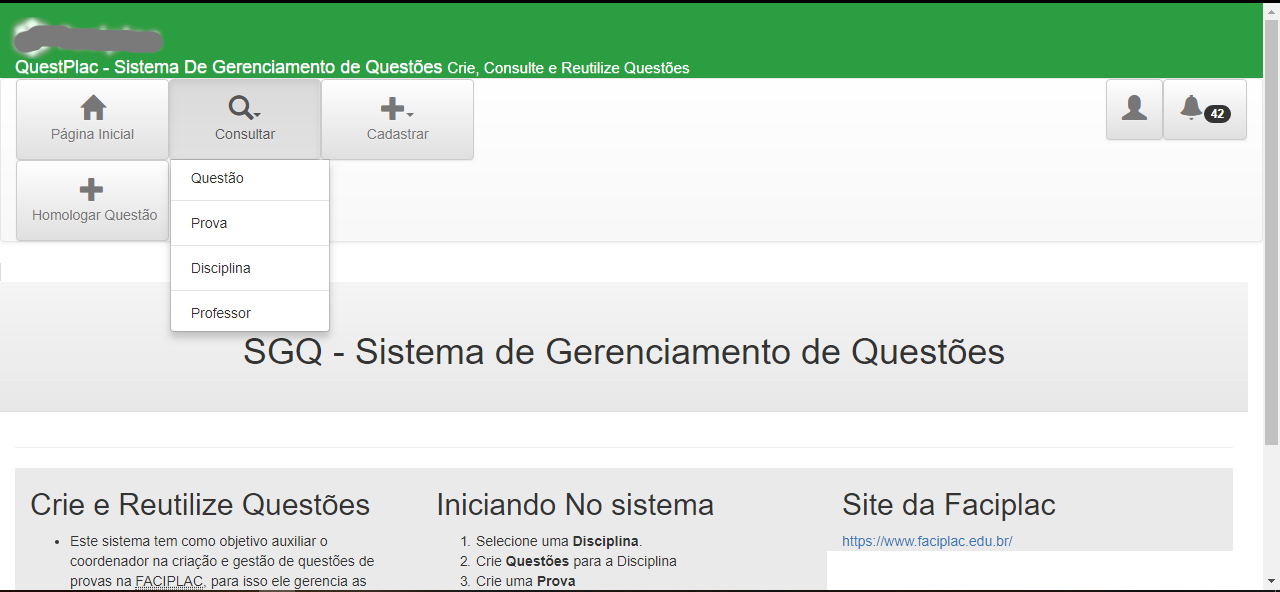 QuestPlac - Sistema De Gerenciamento de Questões Crie, Consulte e Reutilize Questões
Página Inicial
Consultar
Cadastrar
42
Homologar Questão
Questão
Prova
Disciplina
Professor
SGQ - Sistema de Gerenciamento de Questões
Crie e Reutilize Questões
• Este sistema tem como objetivo auxiliar o
coordenador na criação e gestão de questões de
provas na FACIPLAC, para isso ele gerencia as
Iniciando No sistema
1. Selecione uma Disciplina.
2. Crie Questões para a Disciplina
3. Crie uma Prova
Site da Faciplac
https://www.faciplac.edu.br/